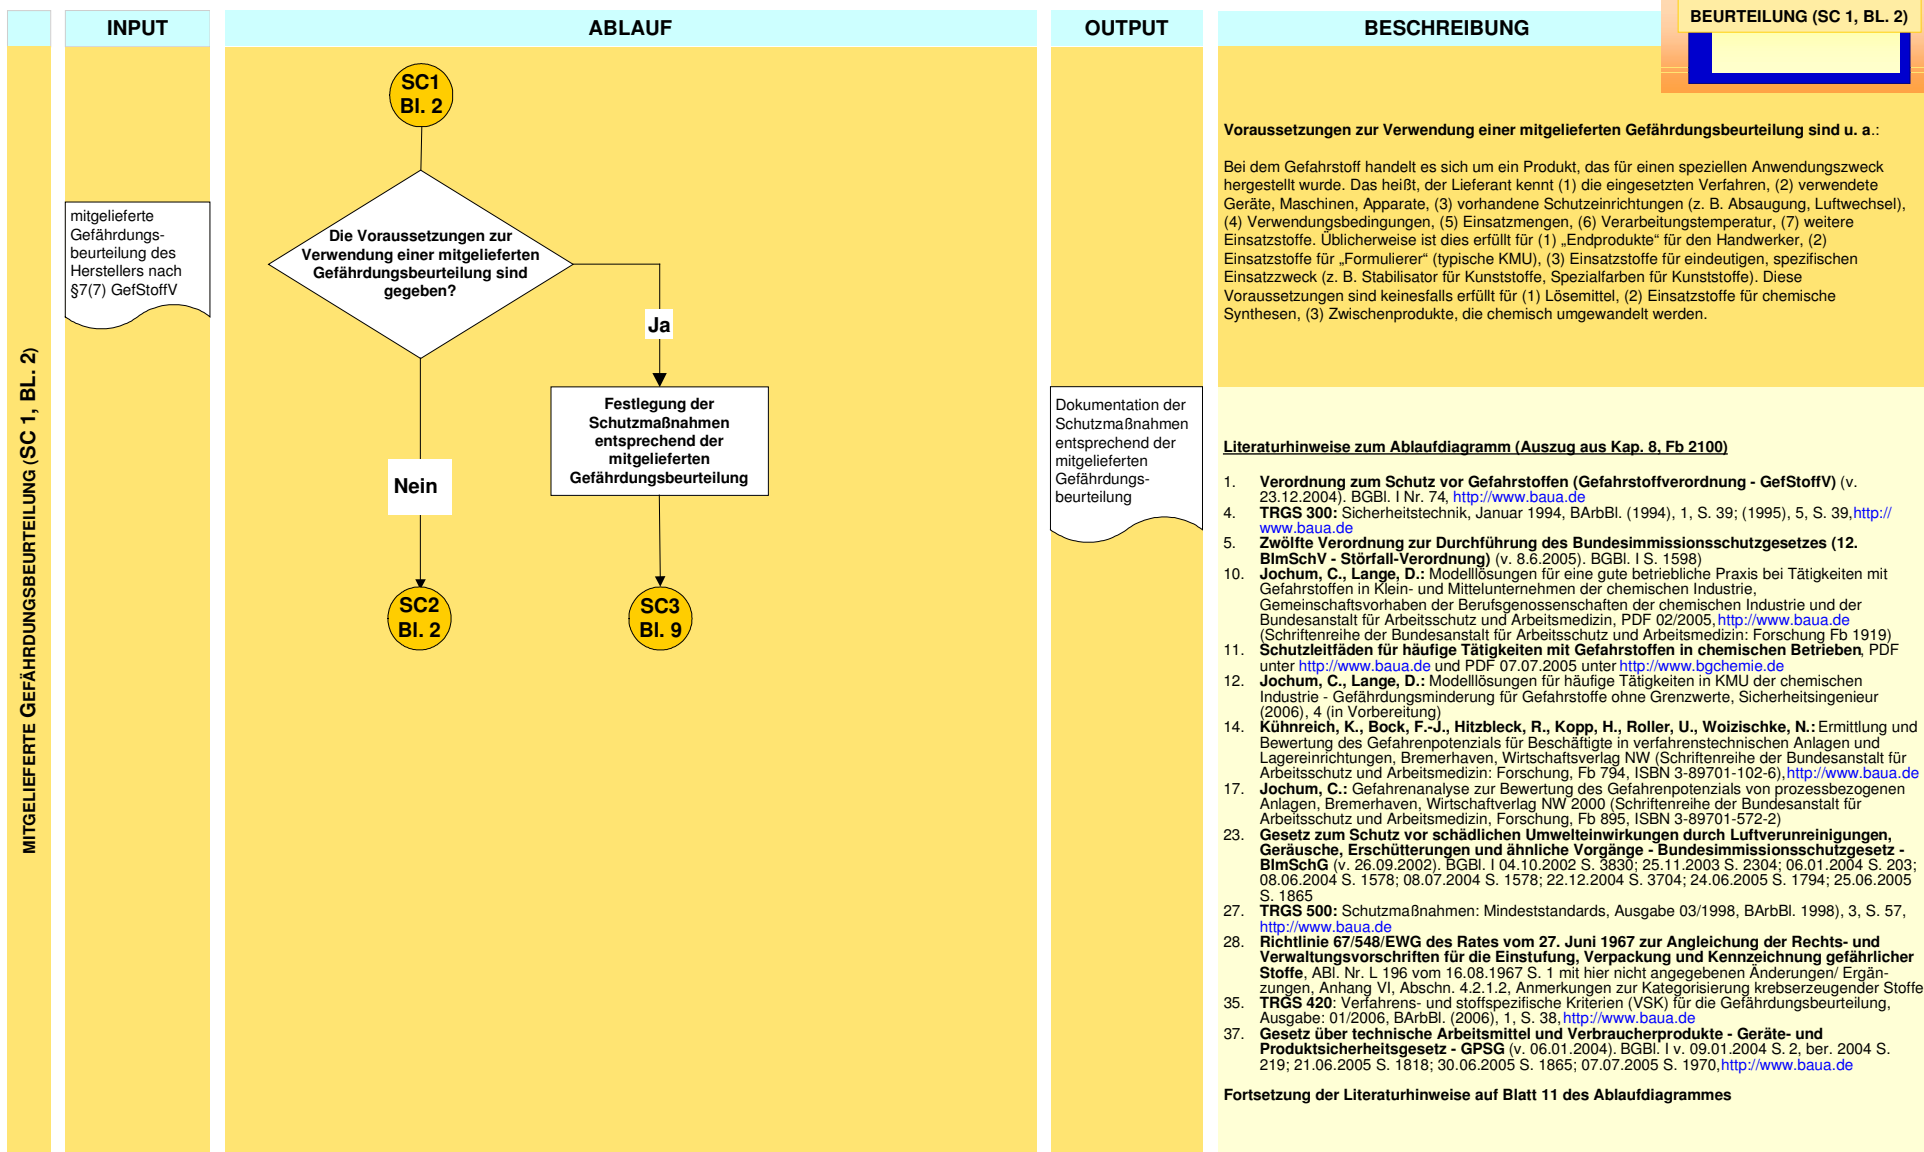 INPUT
ABLAUF
OUTPUT
BESCHREIBUNG
BEURTEILUNG (SC 1, BL. 2)
MITGELIEFERTE GEFÄHRDUNGSBEURTEILUNG (SC 1, BL. 2)
mitgelieferte
Gefährdungs-
beurteilung des
Herstellers nach
§7(7) GefStoffV
SC1
Bl. 2
Die Voraussetzungen zur
Verwendung einer mitgelieferten
Gefährdungsbeurteilung sind
gegeben?
Ja
Nein
Festlegung der
Schutzmaßnahmen
entsprechend der
mitgelieferten
Gefährdungsbeurteilung
SC2
Bl. 2
SC3
Bl. 9
Dokumentation der
Schutzmaßnahmen
entsprechend der
mitgelieferten
Gefährdungs-
beurteilung
Voraussetzungen zur Verwendung einer mitgelieferten Gefährdungsbeurteilung sind u. a.:
Bei dem Gefahrstoff handelt es sich um ein Produkt, das für einen speziellen Anwendungszweck
hergestellt wurde. Das heißt, der Lieferant kennt (1) die eingesetzten Verfahren, (2) verwendete
Geräte, Maschinen, Apparate, (3) vorhandene Schutzeinrichtungen (z. B. Absaugung, Luftwechsel),
(4) Verwendungsbedingungen, (5) Einsatzmengen, (6) Verarbeitungstemperatur, (7) weitere
Einsatzstoffe. Üblicherweise ist dies erfüllt für (1) „Endprodukte“ für den Handwerker, (2)
Einsatzstoffe für „Formulierer“ (typische KMU), (3) Einsatzstoffe für eindeutigen, spezifischen
Einsatzzweck (z. B. Stabilisator für Kunststoffe, Spezialfarben für Kunststoffe). Diese
Voraussetzungen sind keinesfalls erfüllt für (1) Lösemittel, (2) Einsatzstoffe für chemische
Synthesen, (3) Zwischenprodukte, die chemisch umgewandelt werden.
Literaturhinweise zum Ablaufdiagramm (Auszug aus Kap. 8, Fb 2100)
1. Verordnung zum Schutz vor Gefahrstoffen (Gefahrstoffverordnung - GefStoffV) (v.
23.12.2004). BGBl. I Nr. 74, http://www.baua.de
4. TRGS 300: Sicherheitstechnik, Januar 1994, BArbBl. (1994), 1, S. 39; (1995), 5, S. 39, http://
www.baua.de
5. Zwölfte Verordnung zur Durchführung des Bundesimmissionsschutzgesetzes (12.
BImSchV - Störfall-Verordnung) (v. 8.6.2005). BGBl. I S. 1598)
10. Jochum, C., Lange, D.: Modelllösungen für eine gute betriebliche Praxis bei Tätigkeiten mit
Gefahrstoffen in Klein- und Mittelunternehmen der chemischen Industrie,
Gemeinschaftsvorhaben der Berufsgenossenschaften der chemischen Industrie und der
Bundesanstalt für Arbeitsschutz und Arbeitsmedizin, PDF 02/2005, http://www.baua.de
(Schriftenreihe der Bundesanstalt für Arbeitsschutz und Arbeitsmedizin: Forschung Fb 1919)
11. Schutzleitfäden für häufige Tätigkeiten mit Gefahrstoffen in chemischen Betrieben, PDF
unter http://www.baua.de und PDF 07.07.2005 unter http://www.bgchemie.de
12. Jochum, C., Lange, D.: Modelllösungen für häufige Tätigkeiten in KMU der chemischen
Industrie - Gefährdungsminderung für Gefahrstoffe ohne Grenzwerte, Sicherheitsingenieur
(2006), 4 (in Vorbereitung)
14. Kühnreich, K., Bock, F.-J., Hitzbleck, R., Kopp, H., Roller, U., Woizischke, N.: Ermittlung und
Bewertung des Gefahrenpotenzials für Beschäftigte in verfahrenstechnischen Anlagen und
Lagereinrichtungen, Bremerhaven, Wirtschaftsverlag NW (Schriftenreihe der Bundesanstalt für
Arbeitsschutz und Arbeitsmedizin: Forschung, Fb 794, ISBN 3-89701-102-6), http://www.baua.de
17. Jochum, C.: Gefahrenanalyse zur Bewertung des Gefahrenpotenzials von prozessbezogenen
Anlagen, Bremerhaven, Wirtschaftverlag NW 2000 (Schriftenreihe der Bundesanstalt für
Arbeitsschutz und Arbeitsmedizin, Forschung, Fb 895, ISBN 3-89701-572-2)
23. Gesetz zum Schutz vor schädlichen Umwelteinwirkungen durch Luftverunreinigungen,
Geräusche, Erschütterungen und ähnliche Vorgänge - Bundesimmissionsschutzgesetz -
BImSchG (v. 26.09.2002). BGBl. I 04.10.2002 S. 3830; 25.11.2003 S. 2304; 06.01.2004 S. 203;
08.06.2004 S. 1578; 08.07.2004 S. 1578; 22.12.2004 S. 3704; 24.06.2005 S. 1794; 25.06.2005
S. 1865
27. TRGS 500: Schutzmaßnahmen: Mindeststandards, Ausgabe 03/1998, BArbBl. 1998), 3, S. 57,
http://www.baua.de
28. Richtlinie 67/548/EWG des Rates vom 27. Juni 1967 zur Angleichung der Rechts- und
Verwaltungsvorschriften für die Einstufung, Verpackung und Kennzeichnung gefährlicher
Stoffe, ABl. Nr. L 196 vom 16.08.1967 S. 1 mit hier nicht angegebenen Änderungen/ Ergän-
zungen, Anhang VI, Abschn. 4.2.1.2, Anmerkungen zur Kategorisierung krebserzeugender Stoffe
35. TRGS 420: Verfahrens- und stoffspezifische Kriterien (VSK) für die Gefährdungsbeurteilung,
Ausgabe: 01/2006, BArbBl. (2006), 1, S. 38, http://www.baua.de
37. Gesetz über technische Arbeitsmittel und Verbraucherprodukte - Geräte- und
Produktsicherheitsgesetz - GPSG (v. 06.01.2004). BGBl. I v. 09.01.2004 S. 2, ber. 2004 S.
219; 21.06.2005 S. 1818; 30.06.2005 S. 1865; 07.07.2005 S. 1970, http://www.baua.de
Fortsetzung der Literaturhinweise auf Blatt 11 des Ablaufdiagrammes